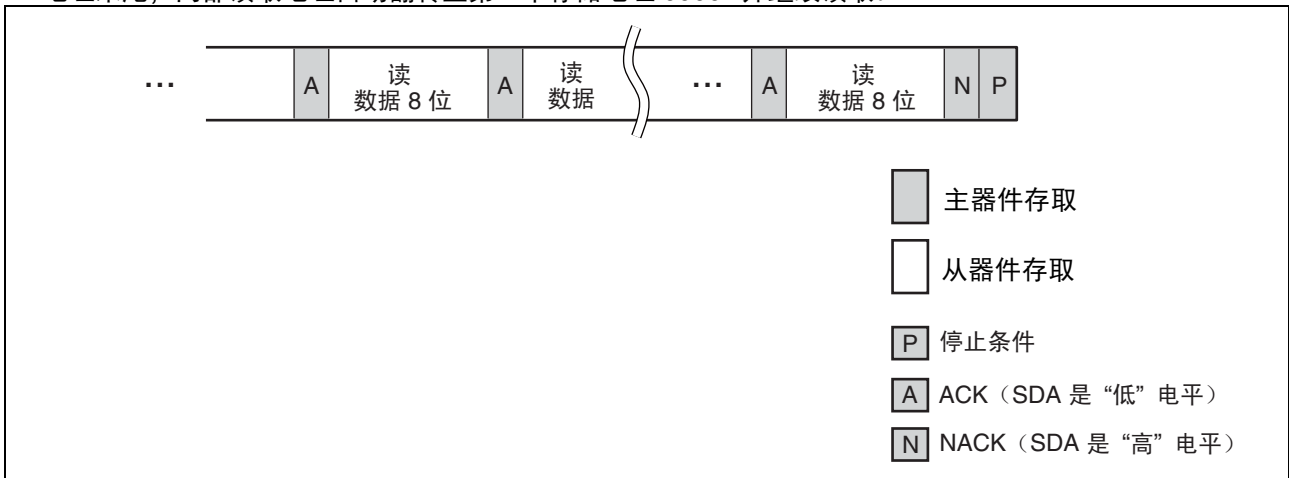 ... A 读 数据 8 位 A 读 数据 ... A 读 数据 8 位 N P
主器件存取
从器件存取
P 停止条件
A ACK（SDA 是 “低” 电平）
N NACK（SDA 是 “高” 电平）